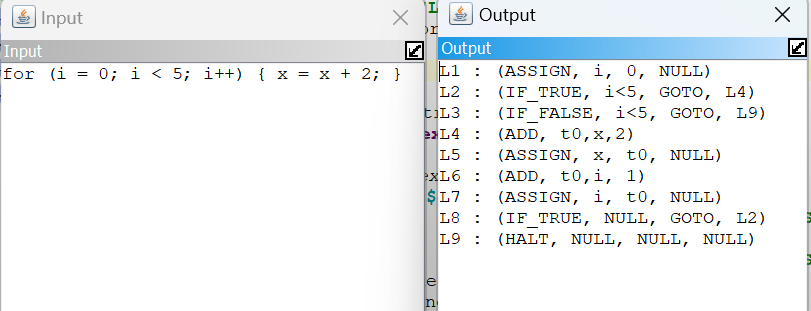 Input
Input
for (i = 0; i < 5; i++) { x = x + 2; }
Output
Output
L1 : (ASSIGN, i, 0, NULL)
L2 : (IF_TRUE, i<5, GOTO, L4)
L3 : (IF_FALSE, i<5, GOTO, L9)
L4 : (ADD, t0,x,2)
L5 : (ASSIGN, x, t0, NULL)
L6 : (ADD, t0,i, 1)
L7 : (ASSIGN, i, t0, NULL)
L8 : (IF_TRUE, NULL, GOTO, L2)
L9 : (HALT, NULL, NULL, NULL)